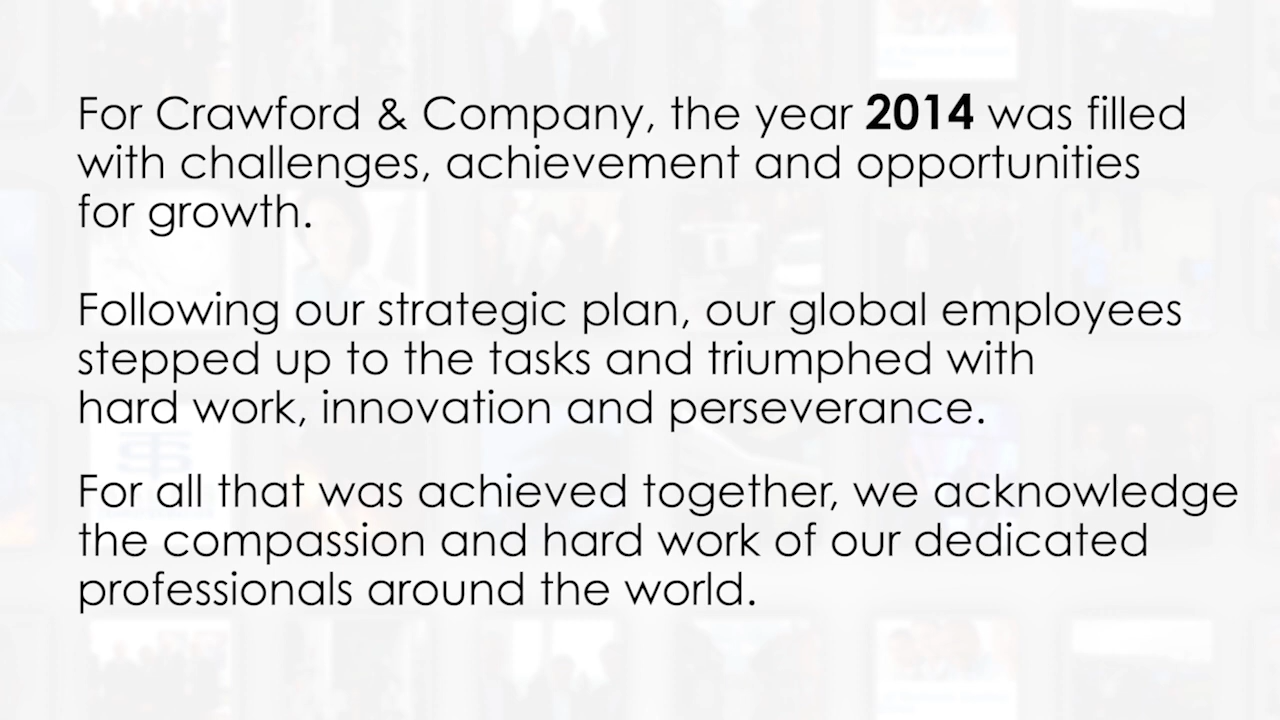 For Crawford & Company, the year 2014 was filled
with challenges, achievement and opportunities
for growth.
Following our strategic plan, our global employees
stepped up to the tasks and triumphed with
hard work, innovation and perseverance.
For all that was achieved together, we acknowledge
the compassion and hard work of our dedicated
professionals around the world.